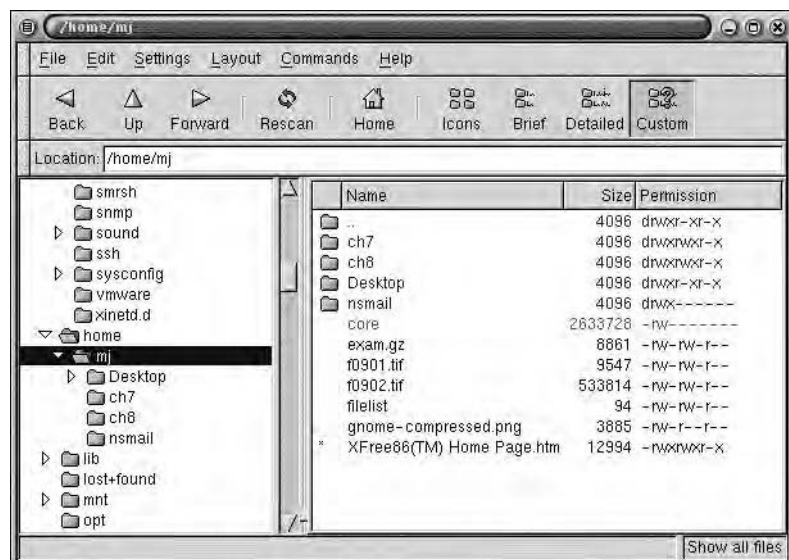 /home/mj
File Edit Settings Layout Commands Help
Back Up Forward Rescan Home Icons Brief Detailed Custom
Location: /home/mj
smrsh
snmp
sound
ssh
sysconfig
vmware
xinetd.d
home
mj
Desktop
ch7
ch8
nsmail
lib
lost+found
mnt
opt
Name Size Permission
.. 4096 drwxr-xr-x
ch7 4096 drwxrwxr-x
ch8 4096 drwxrwxr-x
Desktop 4096 drwxr-xr-x
nsmail 4096 drwx------
core 2633728 -rw-------
exam.gz 8861 -rw-rw-r--
f0901.tif 9547 -rw-rw-r--
f0902.tif 533814 -rw-rw-r--
filelist 94 -rw-rw-r--
gnome-compressed.png 3885 -rw-r--r--
* XFree86(TM) Home Page.htm 12994 -rwxrwxr-x
Show all files